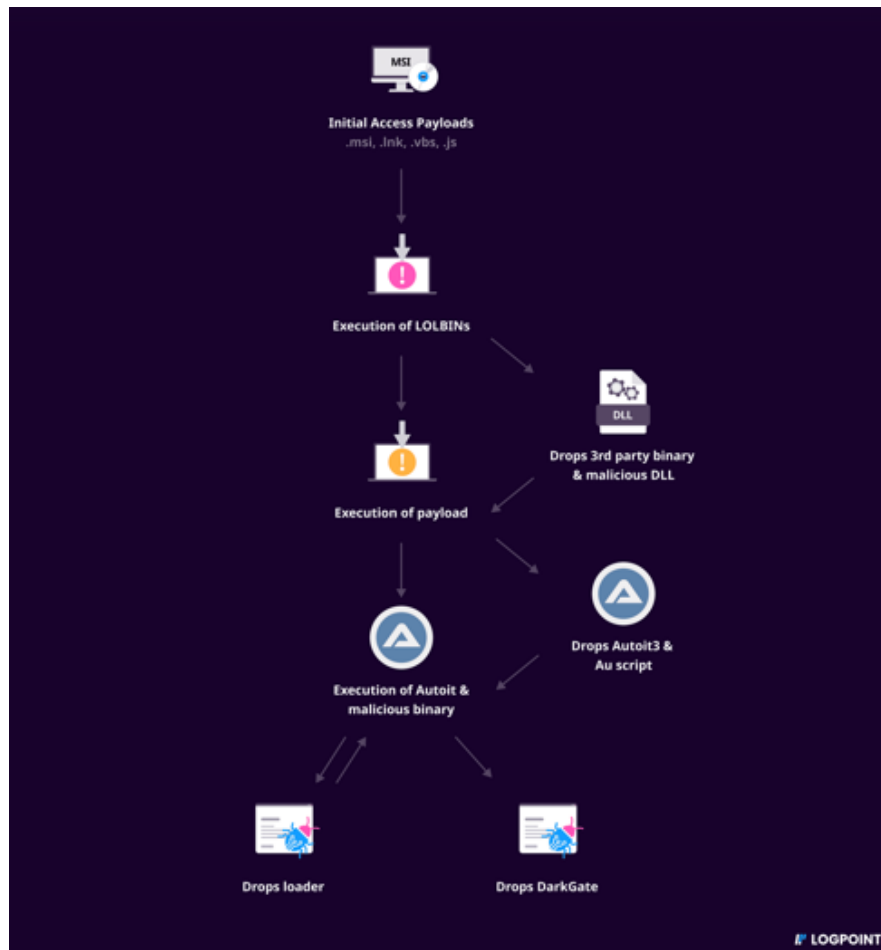 MSI
Initial Access Payloads
.msi, .lnk, .vbs, .js
Execution of LOLBINs
DLL
Drops 3rd party binary
& malicious DLL
Execution of payload
Drops Autoit3 &
Au script
Execution of Autoit &
malicious binary
Drops loader
Drops DarkGate
LOGPOINT